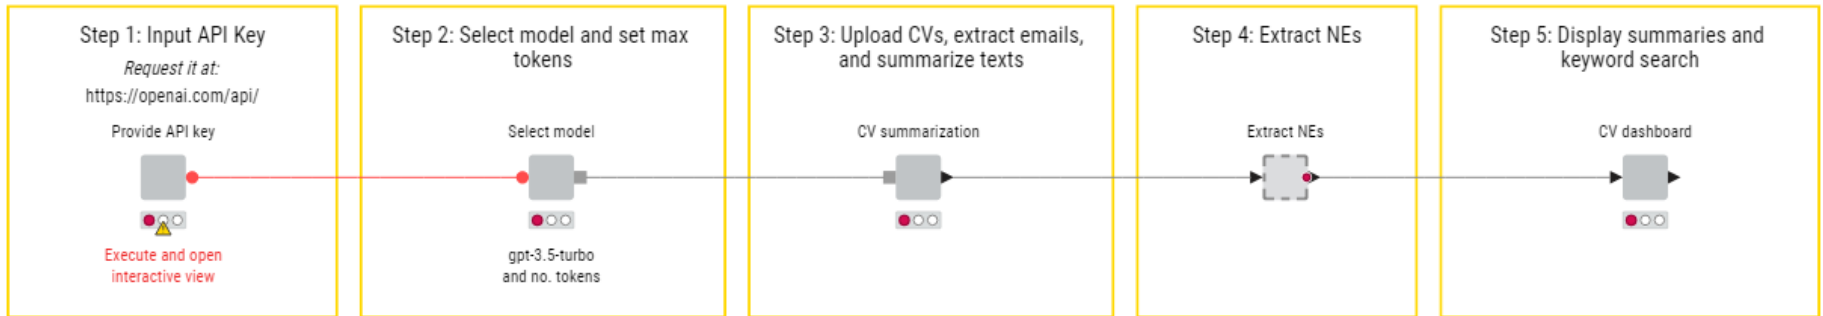 Step 1: Input API Key
Request it at:
https://openai.com/api/
Provide API key
Execute and open
interactive view
Step 2: Select model and set max
tokens
Select model
gpt-3.5-turbo
and no. tokens
Step 3: Upload CVs, extract emails,
and summarize texts
CV summarization
Step 4: Extract NEs
Extract NEs
Step 5: Display summaries and
keyword search
CV dashboard